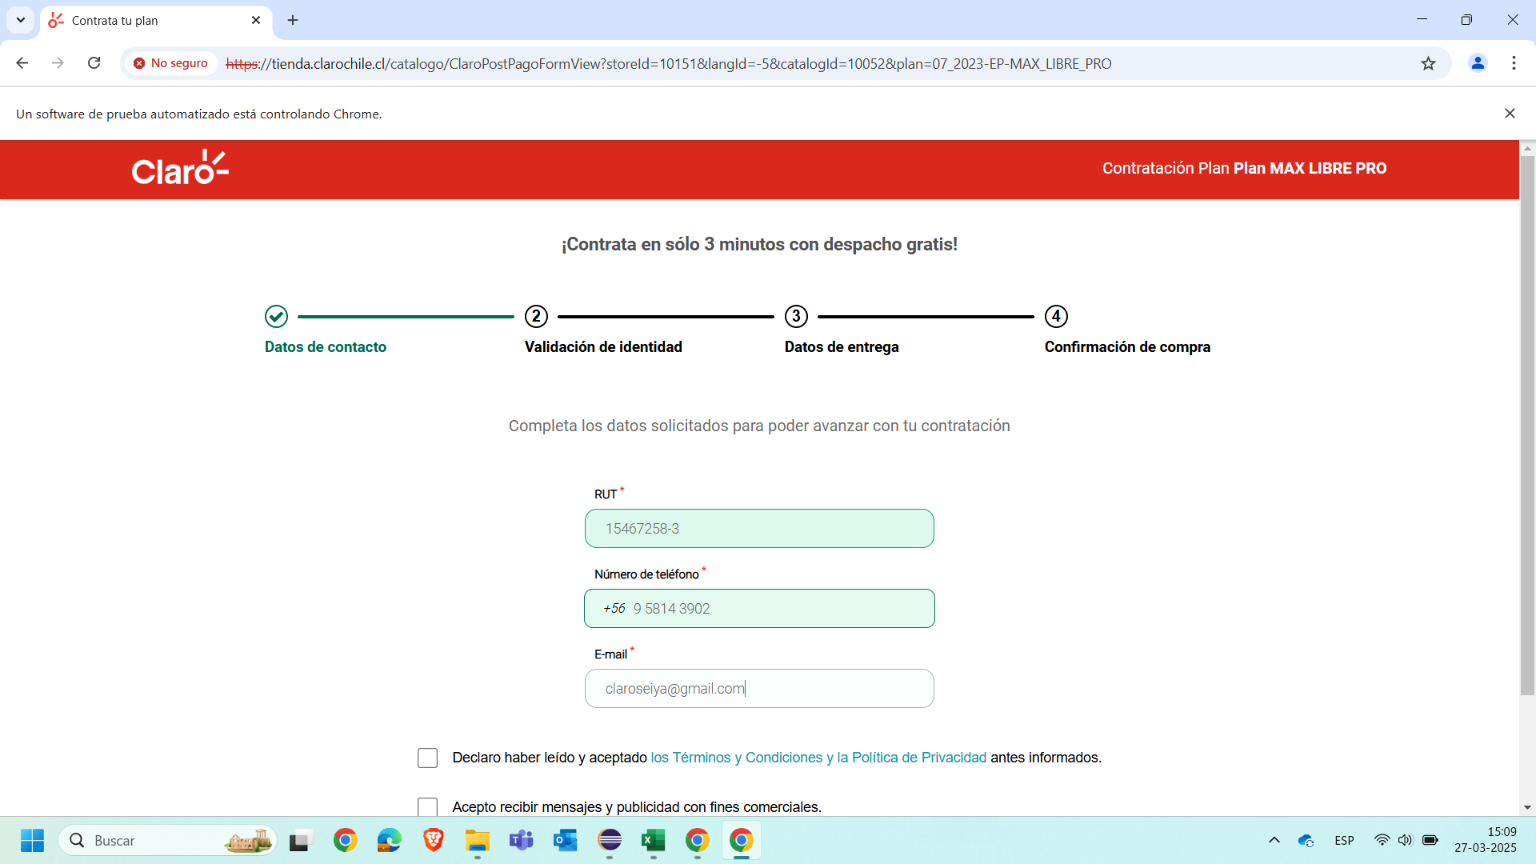 Contrata tu plan
No seguro
https://tienda.clarochile.cl/catalogo/ClaroPostPagoFormView?storeId=10151&langId=-5&catalogId=10052&plan=07_2023-EP-MAX_LIBRE_PRO
Un software de prueba automatizado está controlando Chrome.
Claro
Contratación Plan Plan MAX LIBRE PRO
¡Contrata en sólo 3 minutos con despacho gratis!
2 3 4
Datos de contacto Validación de identidad Datos de entrega Confirmación de compra
Completa los datos solicitados para poder avanzar con tu contratación
RUT *
15467258-3
Número de teléfono *
+56 9 5814 3902
E-mail *
claroseiya@gmail.com
Declaro haber leído y aceptado los Términos y Condiciones y la Política de Privacidad antes informados.
Acepto recibir mensajes y publicidad con fines comerciales.
Buscar
ESP
15:09
27-03-2025